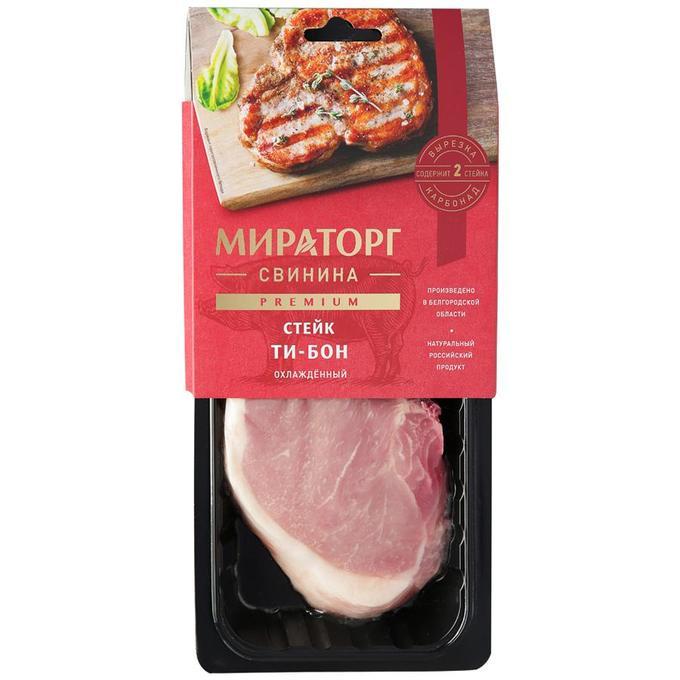 ВЫРЕЗКА
СОДЕРЖИТ 2 СТЕЙКА
КАРБОНАД
МИРАТОРГ
СВИНИНА
PREMIUM
СТЕЙК
ТИ-БОН
ОХЛАЖДЁННЫЙ
ПРОИЗВЕДЕНО
В БЕЛГОРОДСКОЙ
ОБЛАСТИ
НАТУРАЛЬНЫЙ
РОССИЙСКИЙ
ПРОДУКТ